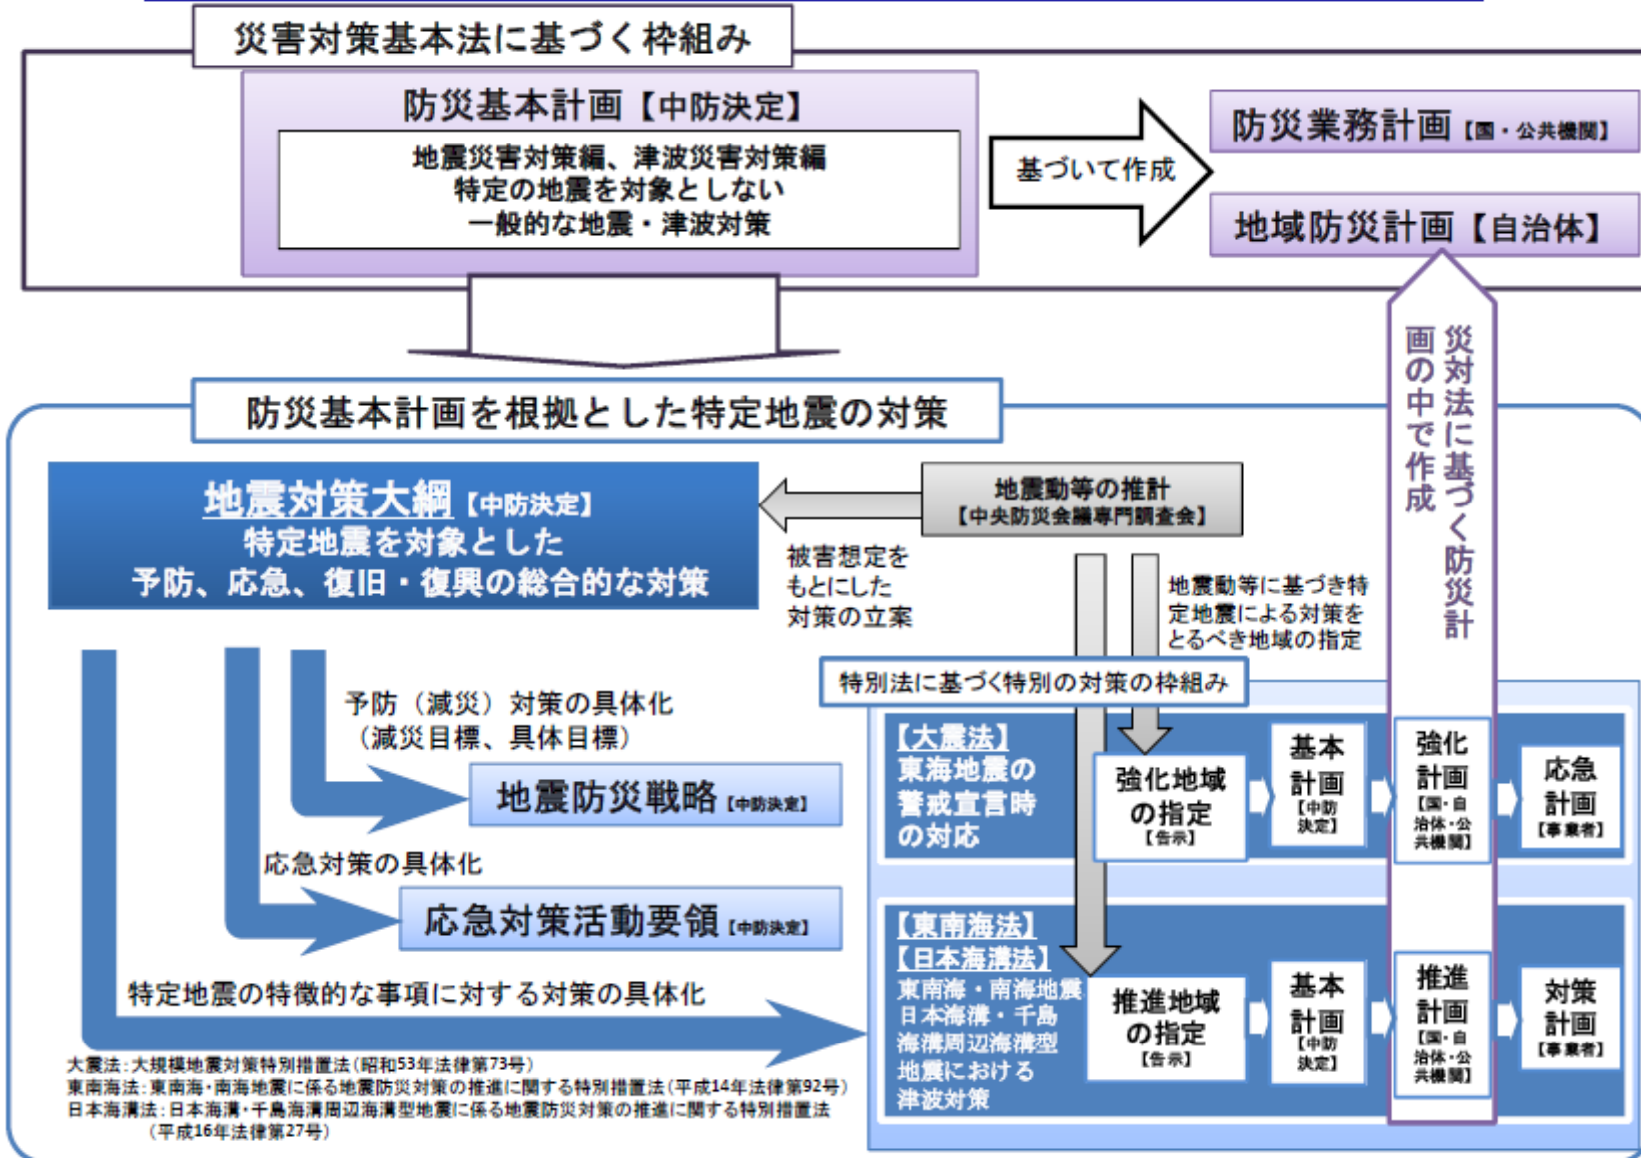 災害対策基本法に基づく枠組み
防災基本計画【中防決定】
地震災害対策編、津波災害対策編
特定の地震を対象としない
一般的な地震・津波対策
基づいて作成
防災業務計画【国・公共機関】
地域防災計画【自治体】
災対法に基づく防災計
画の中で作成
防災基本計画を根拠とした特定地震の対策
地震対策大綱【中防決定】
特定地震を対象とした
予防、応急、復旧・復興の総合的な対策
地震動等の推計
【中央防災会議専門調査会】
被害想定を
もとにした
対策の立案
地震動等に基づき特
定地震による対策を
とるべき地域の指定
予防（減災）対策の具体化
（減災目標、具体目標）
地震防災戦略【中防決定】
応急対策の具体化
応急対策活動要領【中防決定】
特定地震の特徴的な事項に対する対策の具体化
特別法に基づく特別の対策の枠組み
【大震法】
東海地震の
警戒宣言時
の対応
強化地域
の指定
【告示】
基本
計画
【中防
決定】
強化
計画
【国・自
治体・公
共機関】
応急
計画
【事業者】
【東南海法】
【日本海溝法】
東南海・南海地震
日本海溝・千島
海溝周辺海溝型
地震における
津波対策
推進地域
の指定
【告示】
基本
計画
【中防
決定】
推進
計画
【国・自
治体・公
共機関】
対策
計画
【事業者】
大震法：大規模地震対策特別措置法（昭和53年法律第73号）
東南海法：東南海・南海地震に係る地震防災対策の推進に関する特別措置法（平成14年法律第92号）
日本海溝法：日本海溝・千島海溝周辺海溝型地震に係る地震防災対策の推進に関する特別措置法
（平成16年法律第27号）